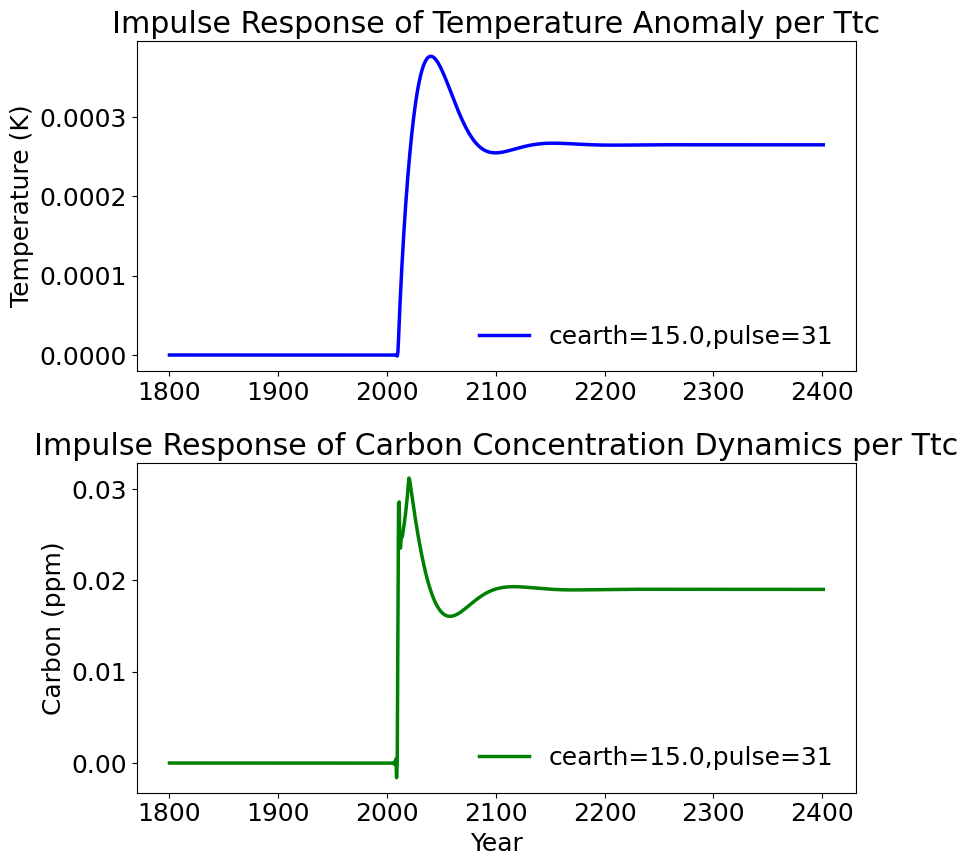 Impulse Response of Temperature Anomaly per Ttc
Temperature (K)
0.0003
0.0002
0.0001
0.0000
cearth=15.0,pulse=31
1800 1900 2000 2100 2200 2300 2400
Impulse Response of Carbon Concentration Dynamics per Ttc
Carbon (ppm)
0.03
0.02
0.01
0.00
cearth=15.0,pulse=31
1800 1900 2000 2100 2200 2300 2400
Year